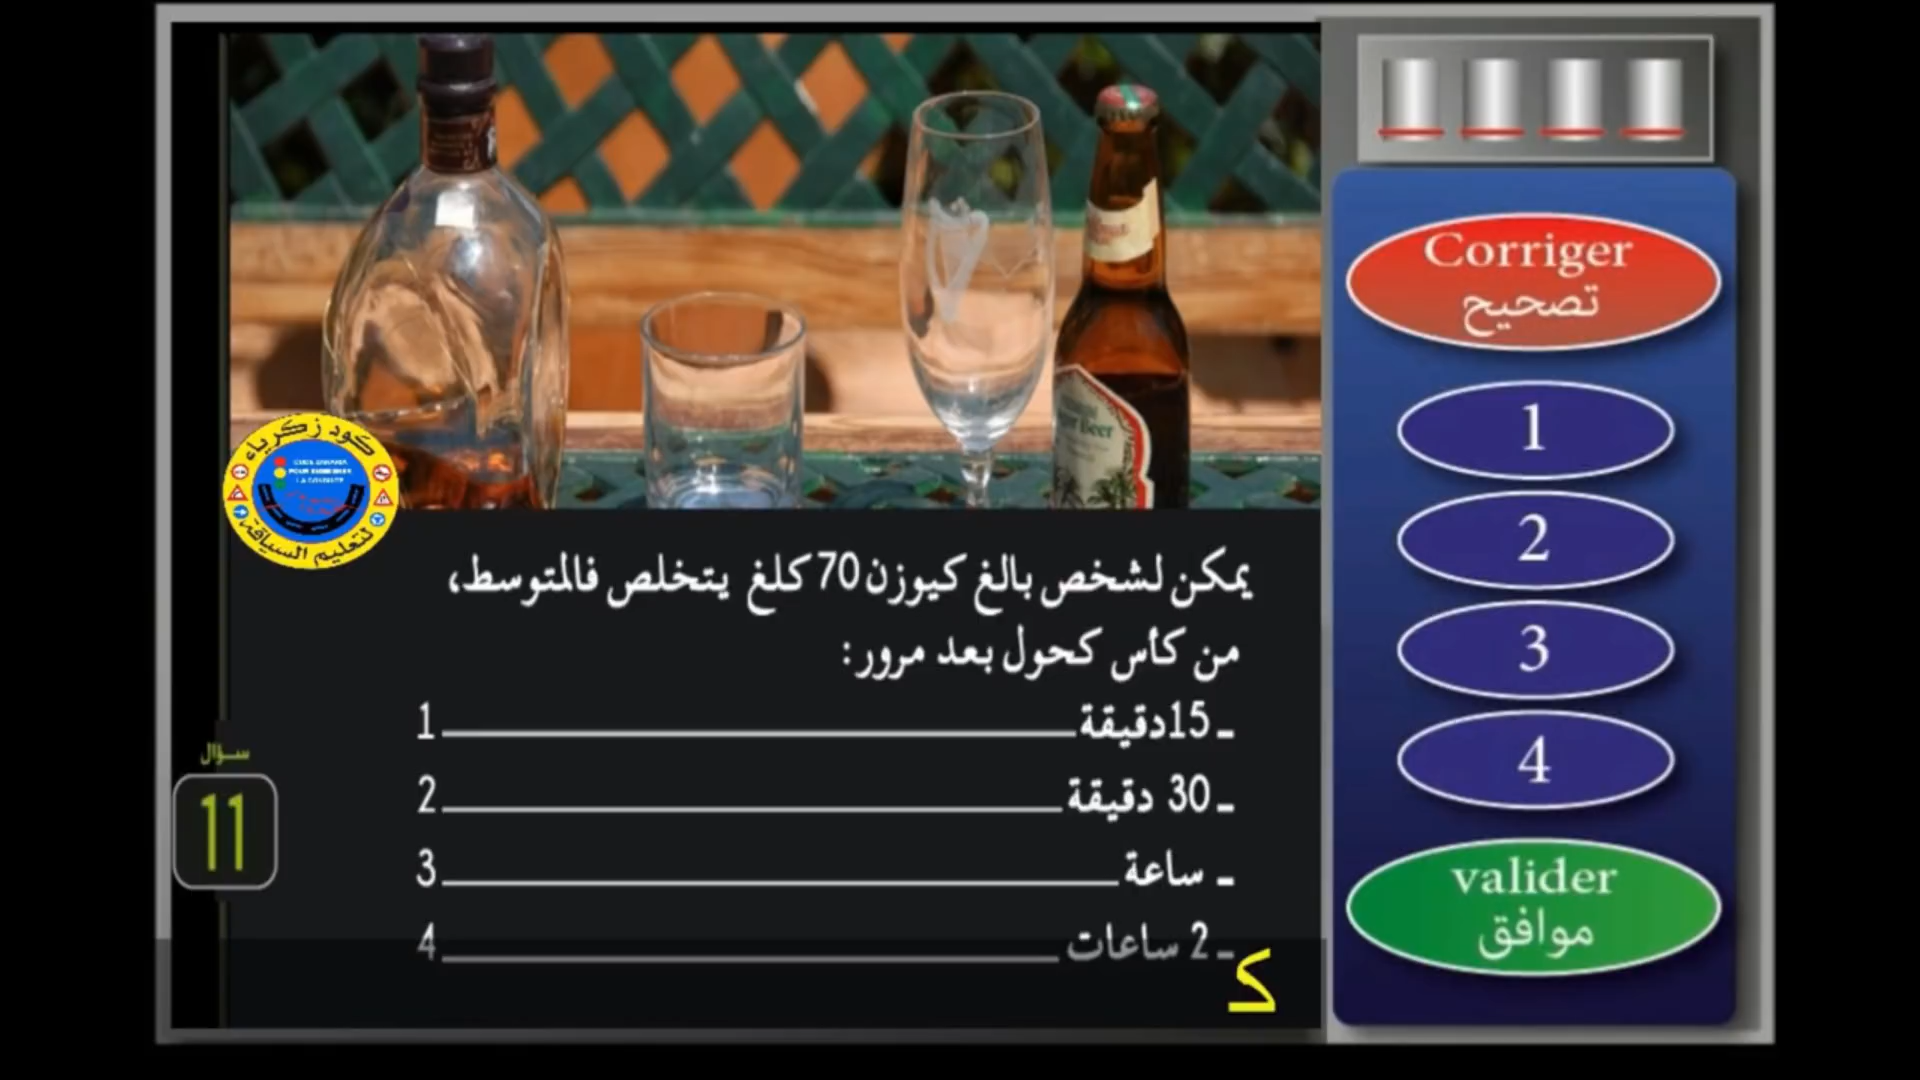 Corriger
تصحيح
1
2
3
4
valider
موافق
كود زكرياء
لتعليم السياقة
Beer
يمكن لشخص بالغ كيوزن 70 كلغ يتخلص فالمتوسط،
من كأس كحول بعد مرور:
ـ 15دقيقة 1
ـ 30 دقيقة 2
ـ ساعة 3
ـ 2 ساعات 4
سؤال
11
ك